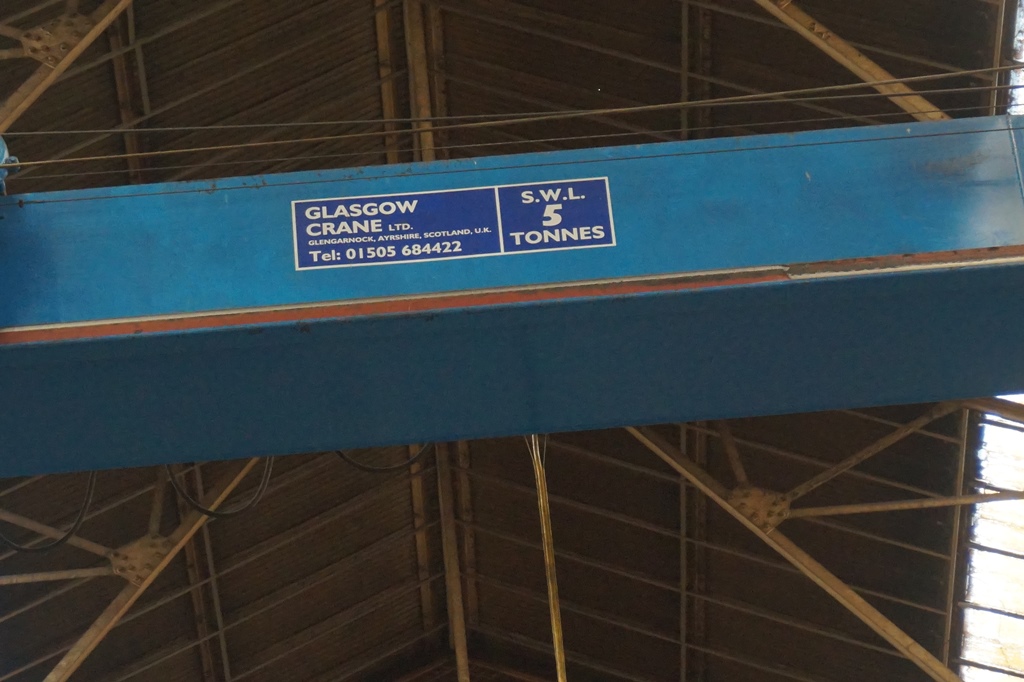 GLASGOW
CRANE LTD.
GLENGARNOCK, AYRSHIRE, SCOTLAND, U.K.
Tel: 01505 684422
S.W.L.
5
TONNES